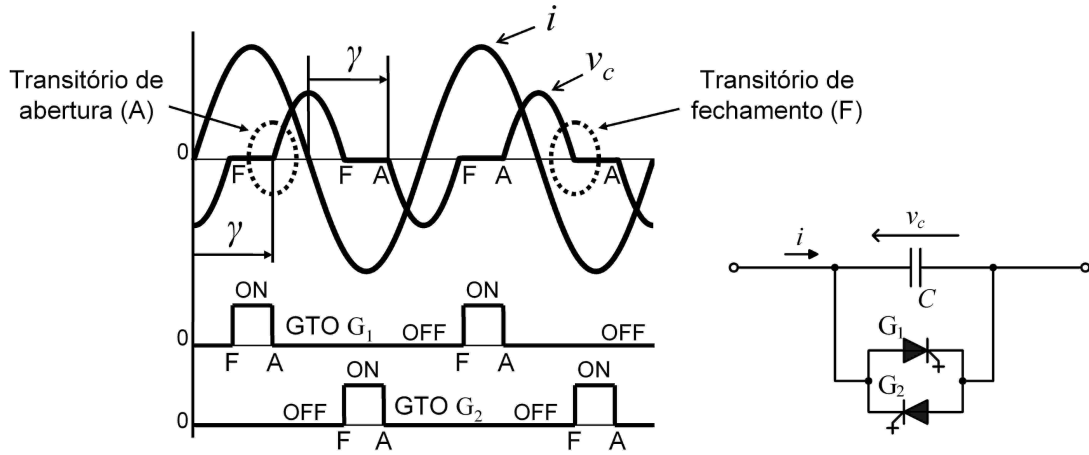 i
γ
v_c
Transitório de
abertura (A)
Transitório de
fechamento (F)
0
F
F
A
F
A
A
γ
ON
ON
0
GTO G₁
OFF
OFF
F
A
F
A
ON
ON
0
OFF
GTO G₂
OFF
F
A
F
A
v_c
i
C
G₁
G₂